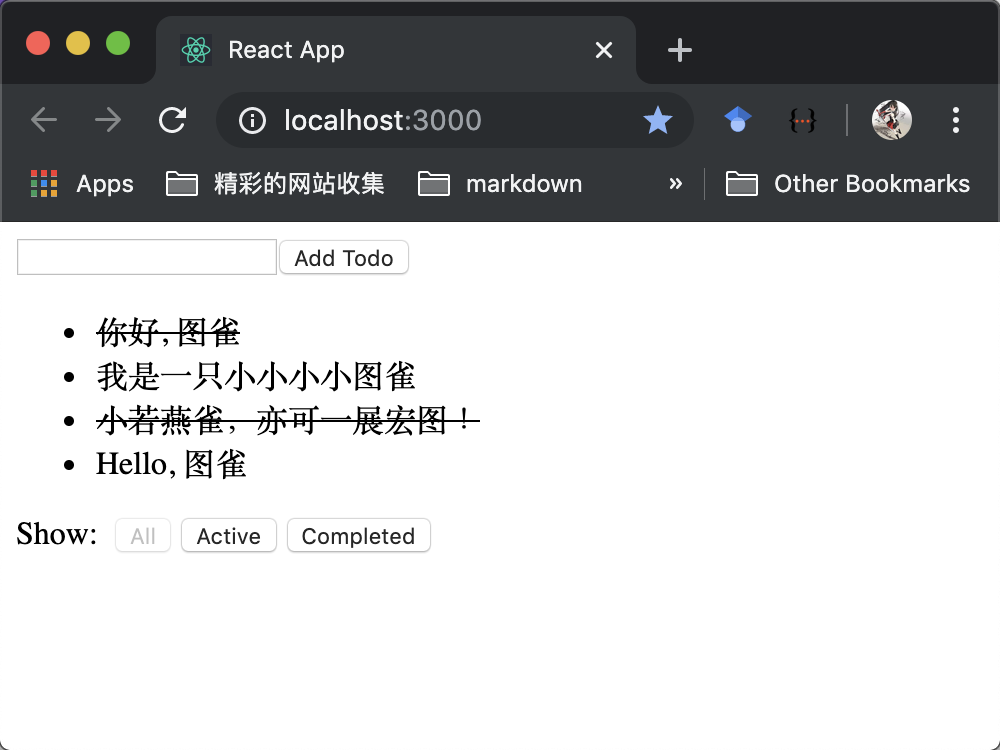 React App
localhost:3000
Apps 精彩的网站收集 markdown » Other Bookmarks
Add Todo
你好, 图雀
我是一只小小小小图雀
小若燕雀，亦可一展宏图！
Hello, 图雀
Show: All Active Completed